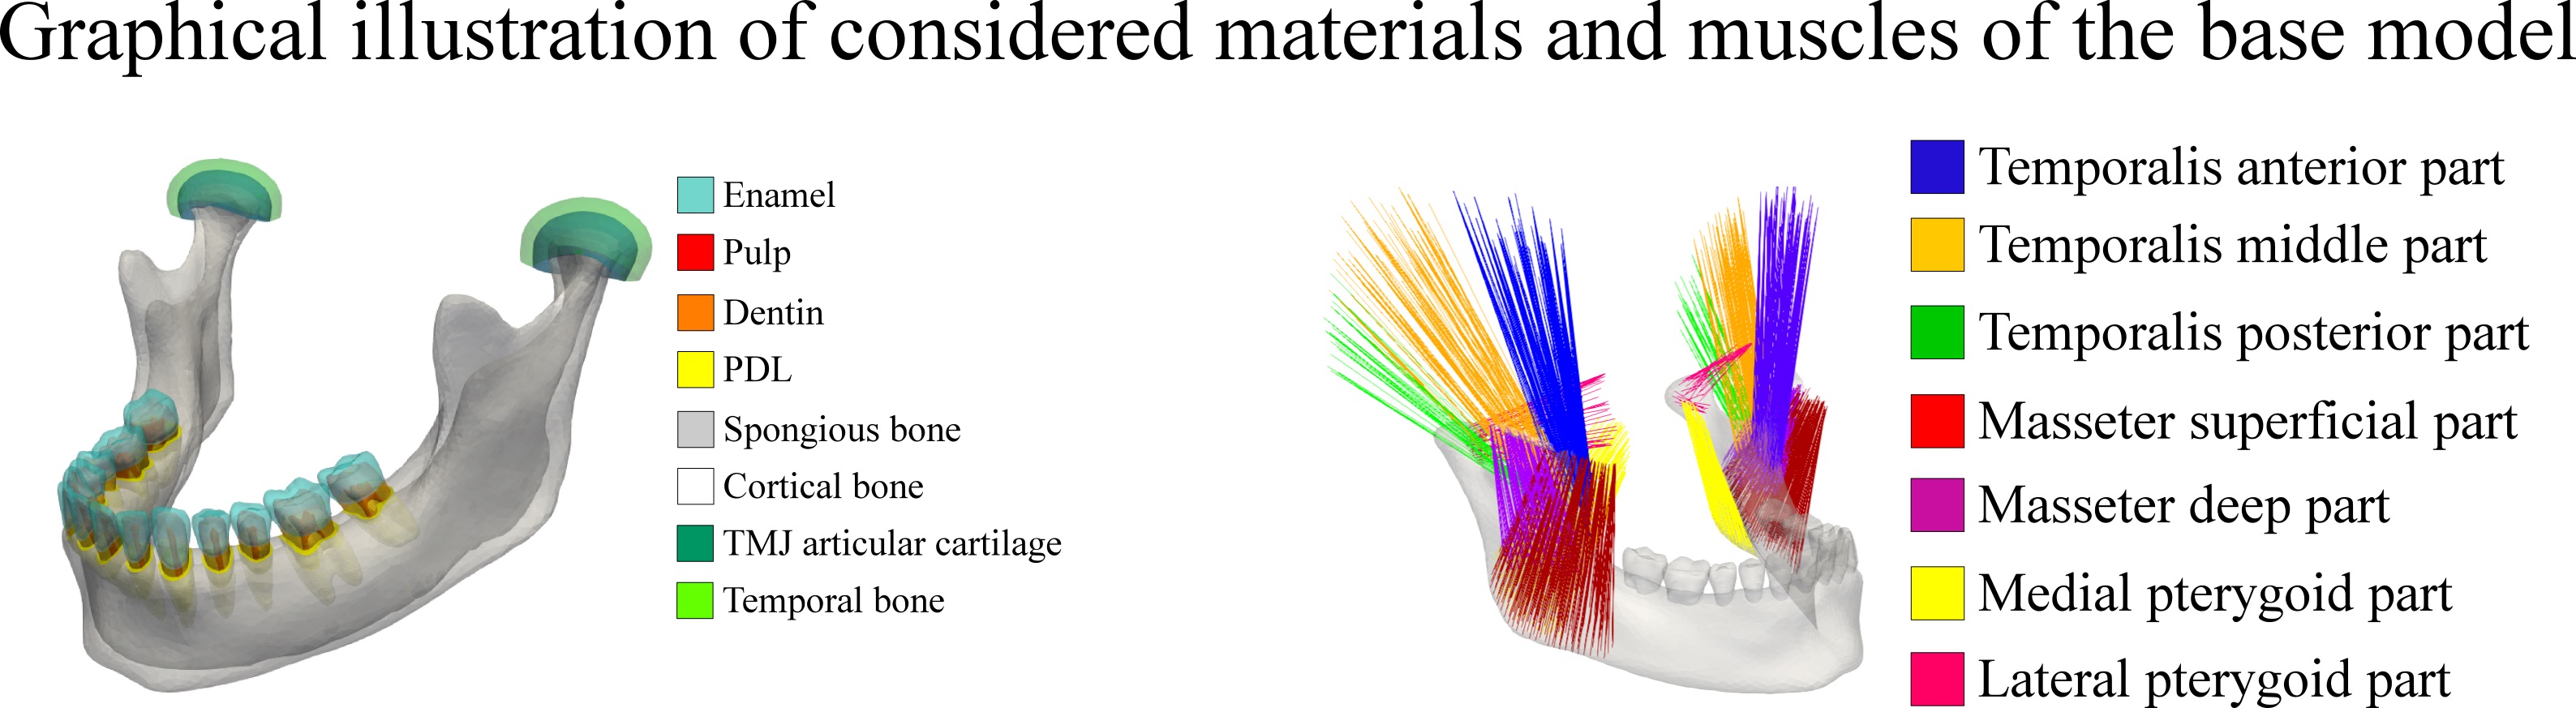 Graphical illustration of considered materials and muscles of the base model
Enamel
Pulp
Dentin
PDL
Spongious bone
Cortical bone
TMJ articular cartilage
Temporal bone
Temporalis anterior part
Temporalis middle part
Temporalis posterior part
Masseter superficial part
Masseter deep part
Medial pterygoid part
Lateral pterygoid part